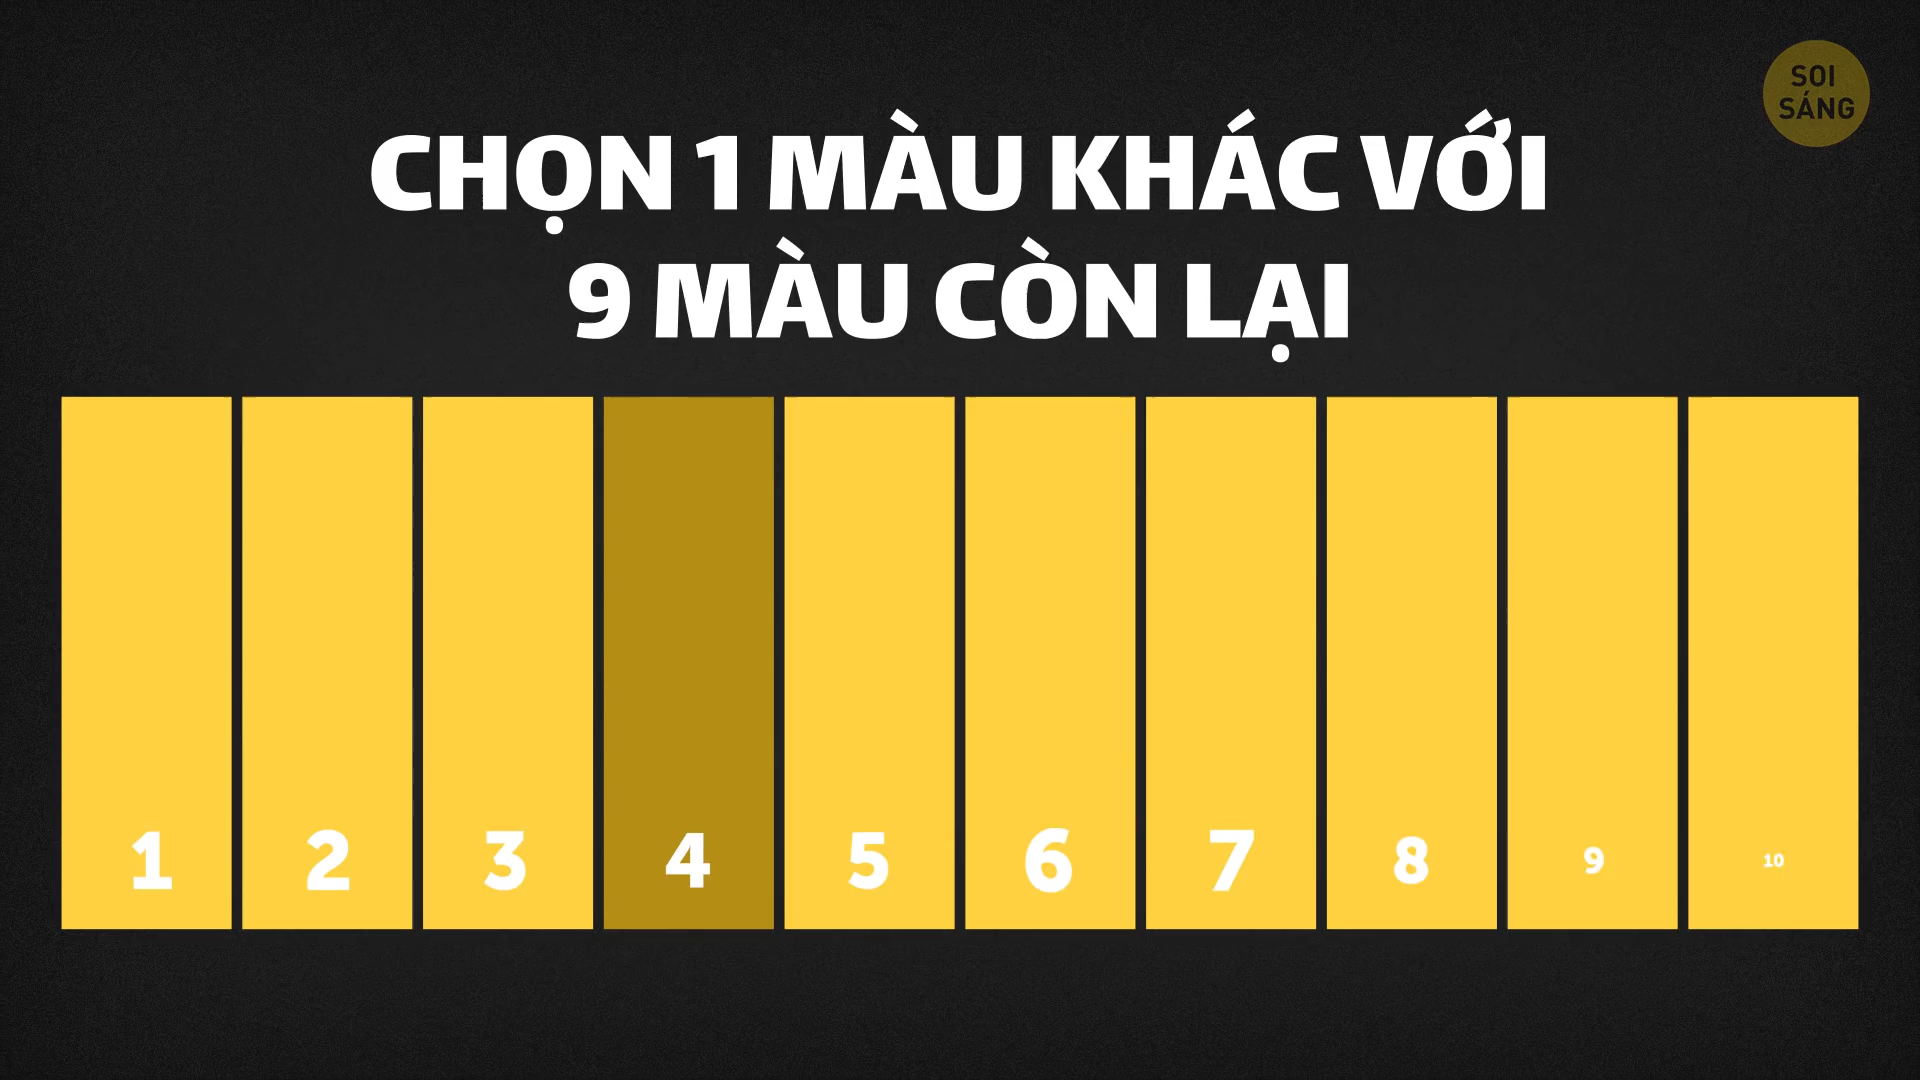 SOI
SÁNG
CHỌN 1 MÀU KHÁC VỚI
9 MÀU CÒN LẠI
1 2 3 4 5 6 7 8 9 10